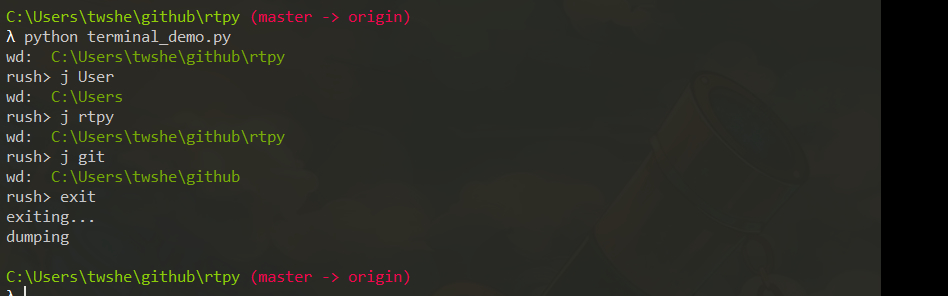 C:\Users\twshe\github\rtpy (master -> origin)
λ python terminal_demo.py
wd:  C:\Users\twshe\github\rtpy
rush> j User
wd:  C:\Users
rush> j rtpy
wd:  C:\Users\twshe\github\rtpy
rush> j git
wd:  C:\Users\twshe\github
rush> exit
exiting...
dumping
C:\Users\twshe\github\rtpy (master -> origin)
λ